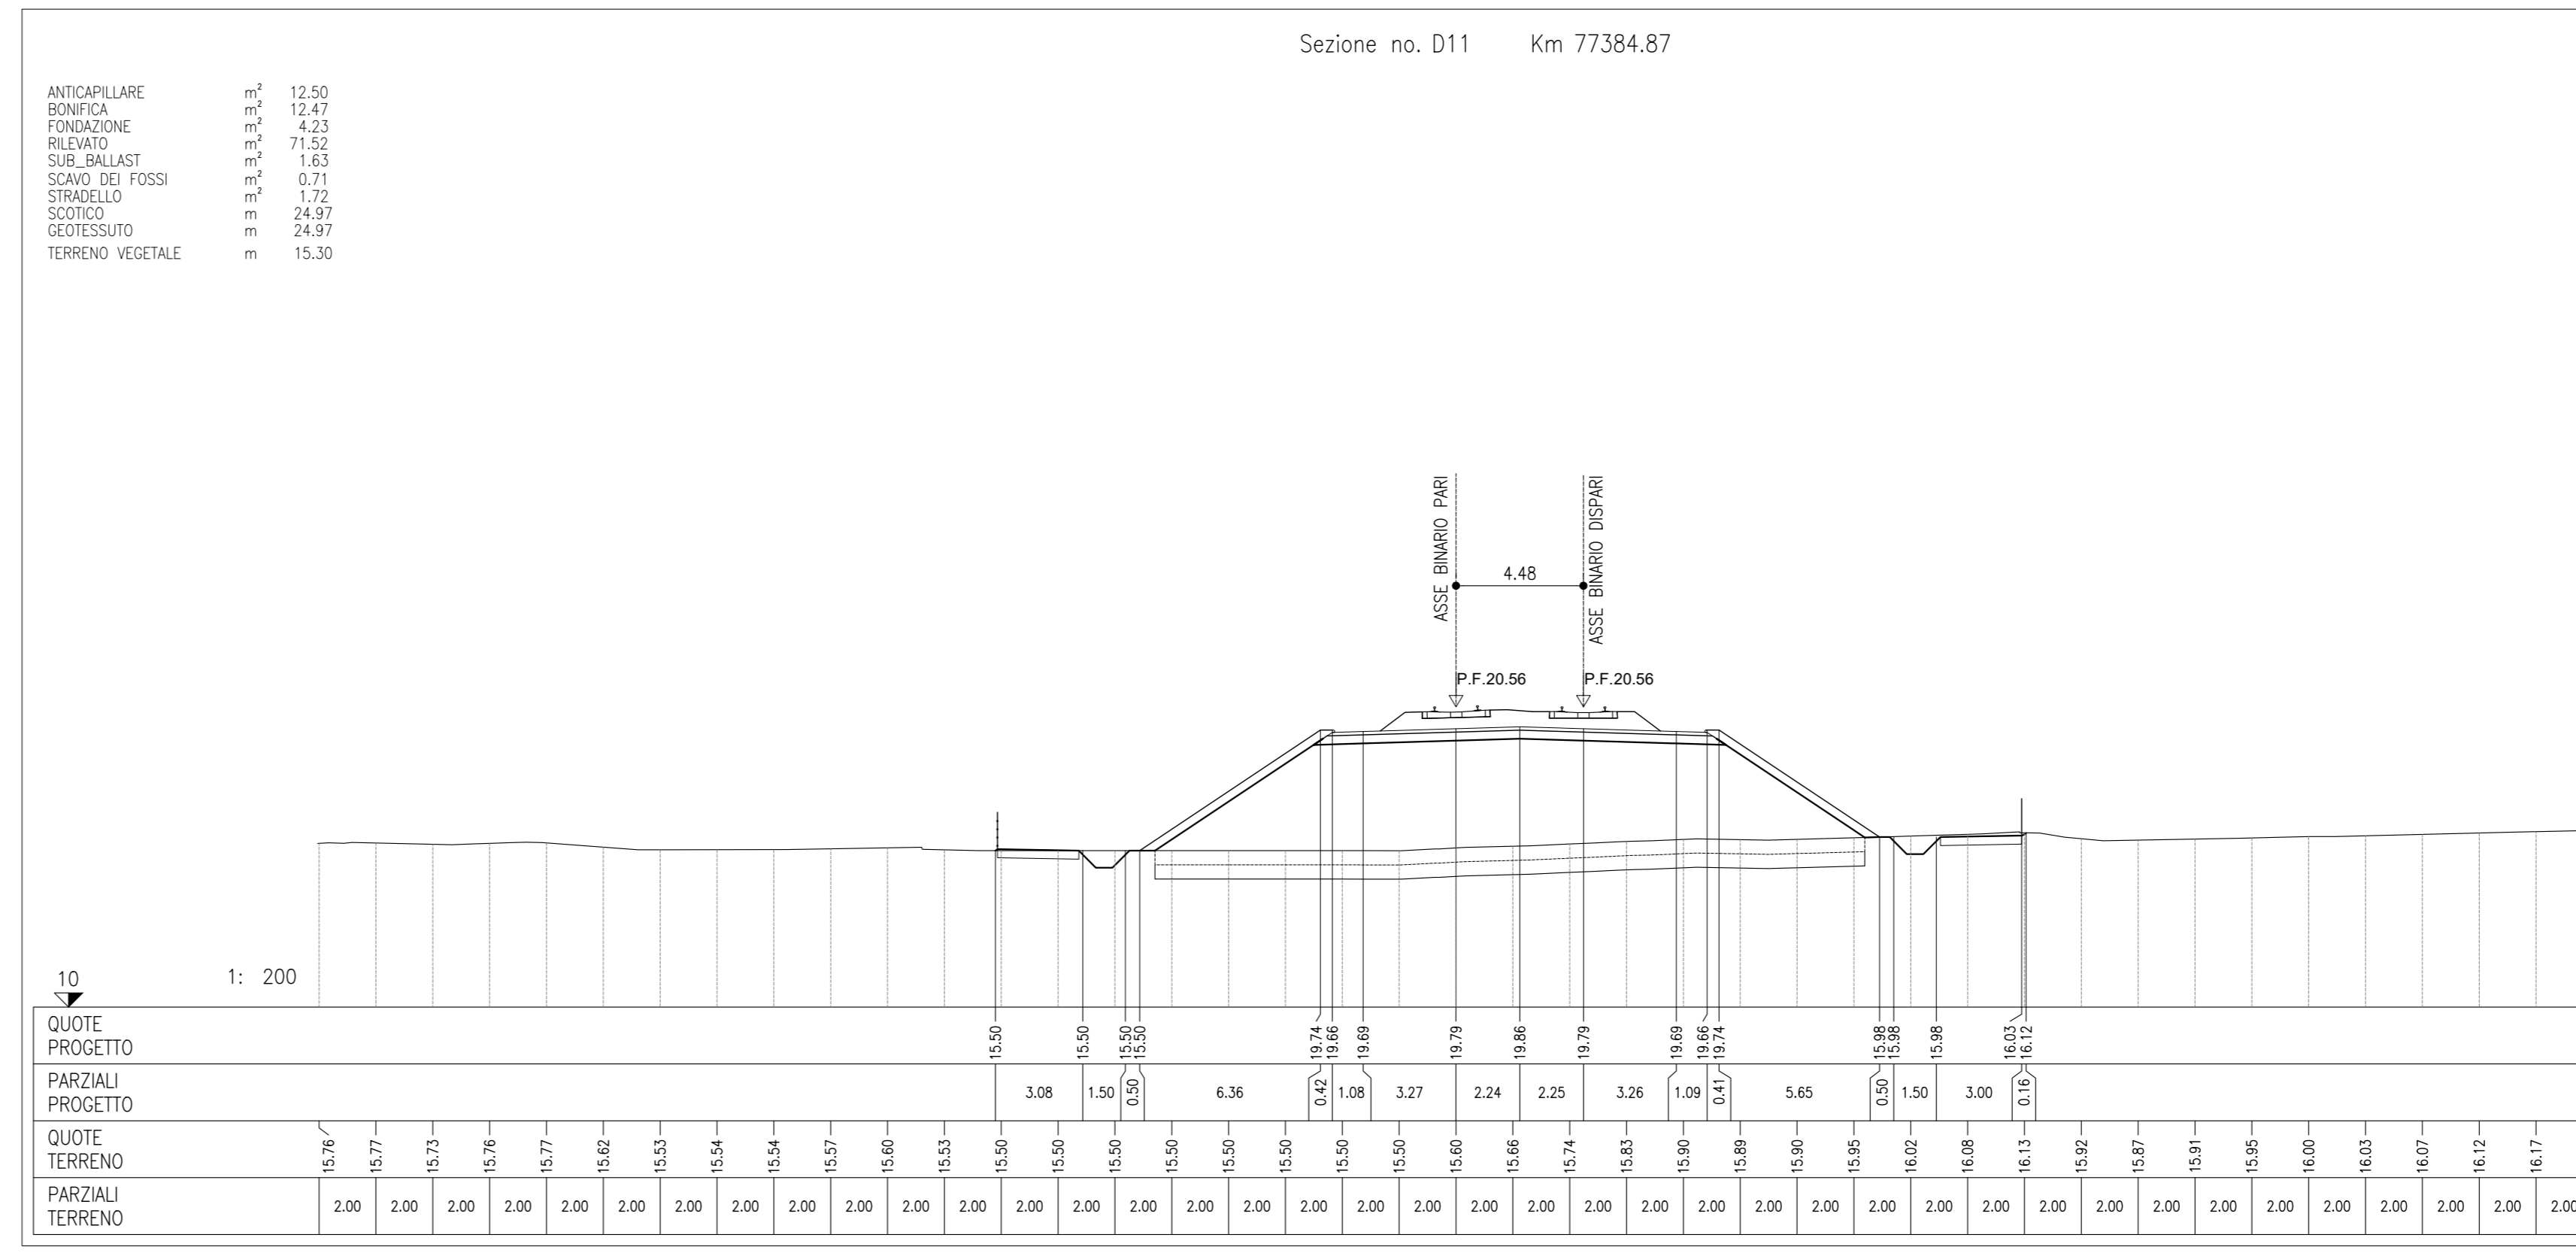 Sezione no. D11 Km 77384.87
ANTICAPILLARE m² 12.50
BONIFICA m² 12.47
FONDAZIONE m² 4.23
RILEVATO m² 71.52
SUB_BALLAST m² 1.63
SCAVO DEI FOSSI m² 0.71
STRADELLO m² 1.72
SCOTICO m 24.97
GEOTESSUTO m 24.97
TERRENO VEGETALE m 15.30
ASSE BINARIO PARI
ASSE BINARIO DISPARI
4.48
P.F.20.56 P.F.20.56
10 1: 200
QUOTE
PROGETTO
15.50 15.50 15.50 15.50 19.74 19.66 19.69 19.79 19.86 19.79 19.69 19.66 19.74 15.98 15.98 15.98 16.03 16.12
PARZIALI
PROGETTO
3.08 1.50 0.50 6.36 0.42 1.08 3.27 2.24 2.25 3.26 1.09 0.41 5.65 0.50 1.50 3.00 0.16
QUOTE
TERRENO
15.76 15.77 15.73 15.76 15.77 15.62 15.53 15.54 15.54 15.57 15.60 15.53 15.50 15.50 15.50 15.50 15.50 15.50 15.50 15.50 15.60 15.66 15.74 15.83 15.90 15.89 15.90 15.95 16.02 16.08 16.13 15.92 15.87 15.91 15.95 16.00 16.03 16.07 16.12 16.17
PARZIALI
TERRENO
2.00 2.00 2.00 2.00 2.00 2.00 2.00 2.00 2.00 2.00 2.00 2.00 2.00 2.00 2.00 2.00 2.00 2.00 2.00 2.00 2.00 2.00 2.00 2.00 2.00 2.00 2.00 2.00 2.00 2.00 2.00 2.00 2.00 2.00 2.00 2.00 2.00 2.00 2.00 2.00